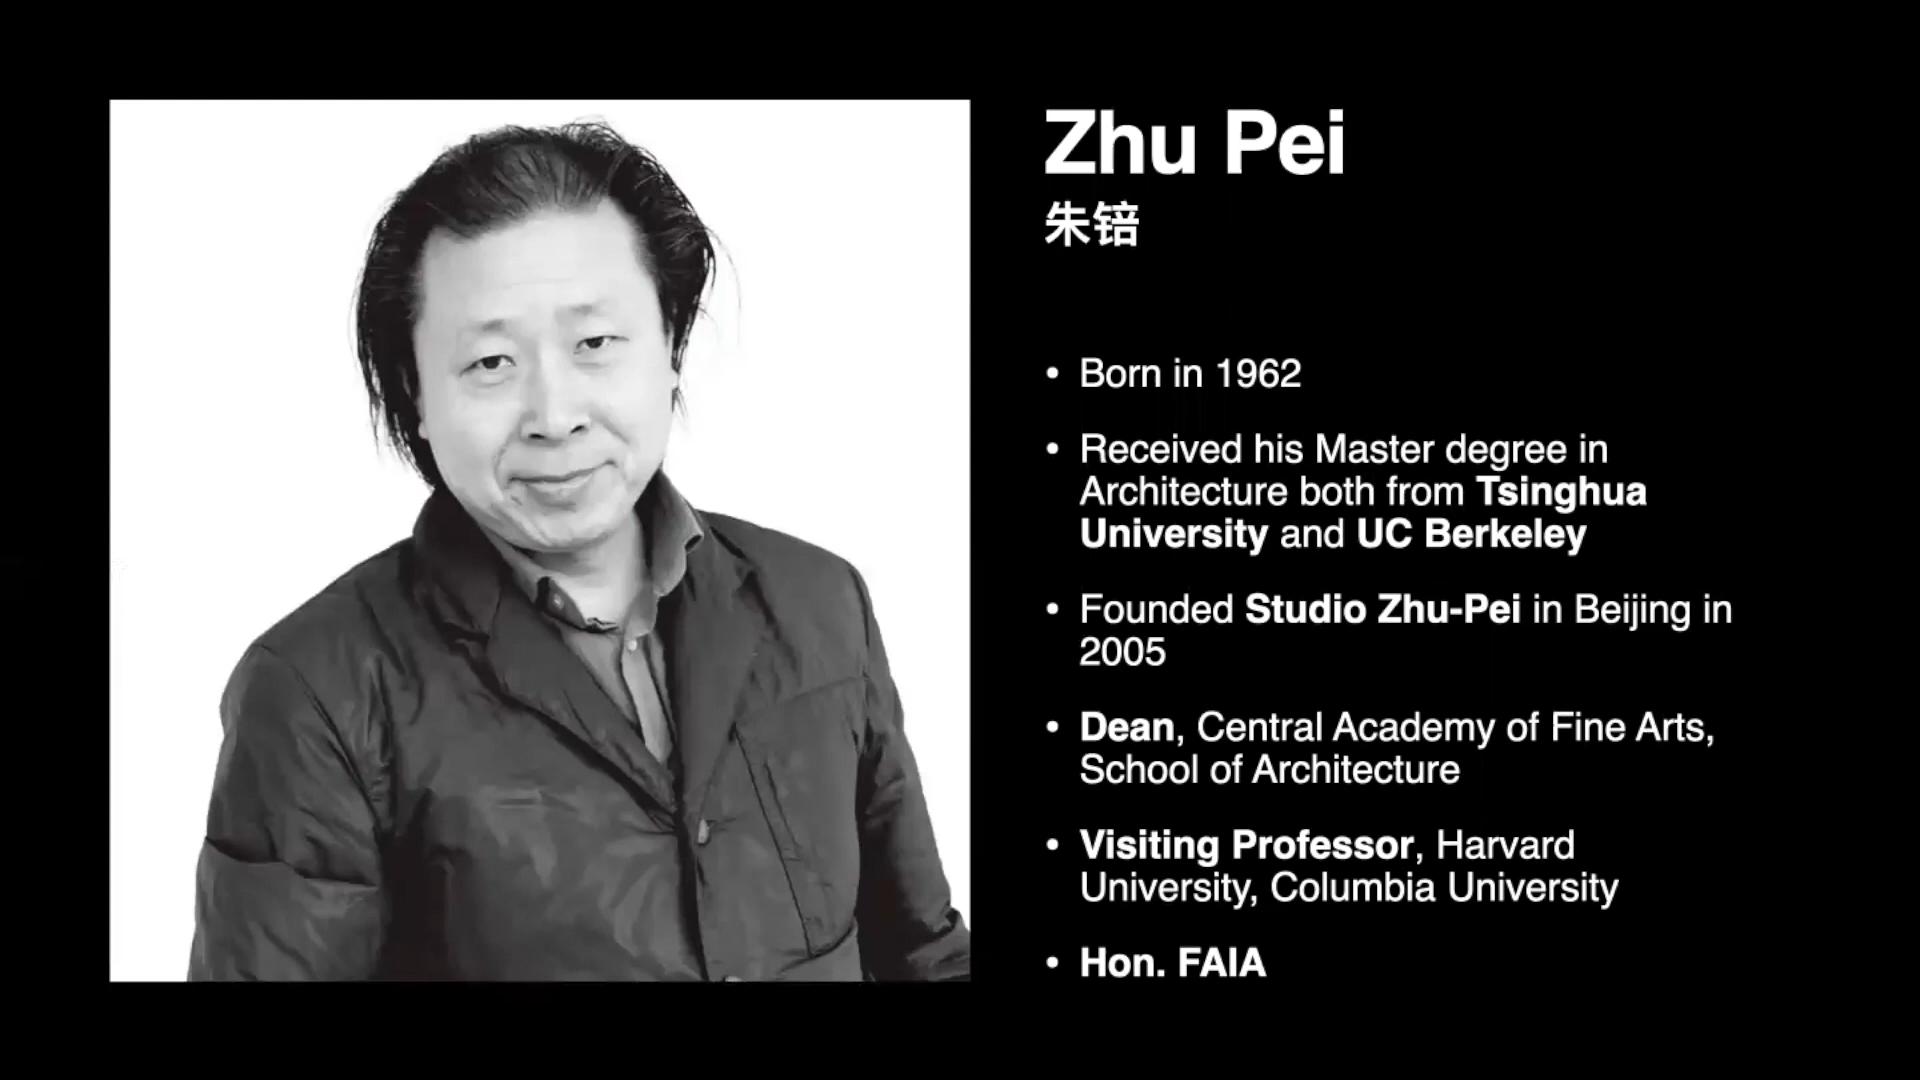 Zhu Pei
朱锫
• Born in 1962
• Received his Master degree in
Architecture both from Tsinghua
University and UC Berkeley
• Founded Studio Zhu-Pei in Beijing in
2005
• Dean, Central Academy of Fine Arts,
School of Architecture
• Visiting Professor, Harvard
University, Columbia University
• Hon. FAIA